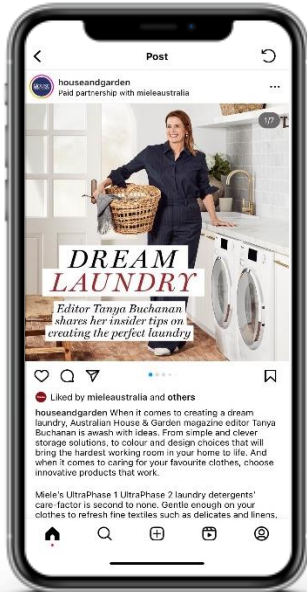 Post
houseandgarden
Paid partnership with mieleaustralia
1/7
DREAM
LAUNDRY
Editor Tanya Buchanan
shares her insider tips on
creating the perfect laundry
Liked by mieleaustralia and others
houseandgarden When it comes to creating a dream
laundry, Australian House & Garden magazine editor Tanya
Buchanan is awash with ideas. From simple and clever
storage solutions, to colour and design choices that will
bring the hardest working room in your home to life. And
when it comes to caring for your favourite clothes, choose
innovative products that work.
Miele's UltraPhase 1 UltraPhase 2 laundry detergents'
care-factor is second to none. Gentle enough on your
clothes to refresh fine textiles such as delicates and linens,